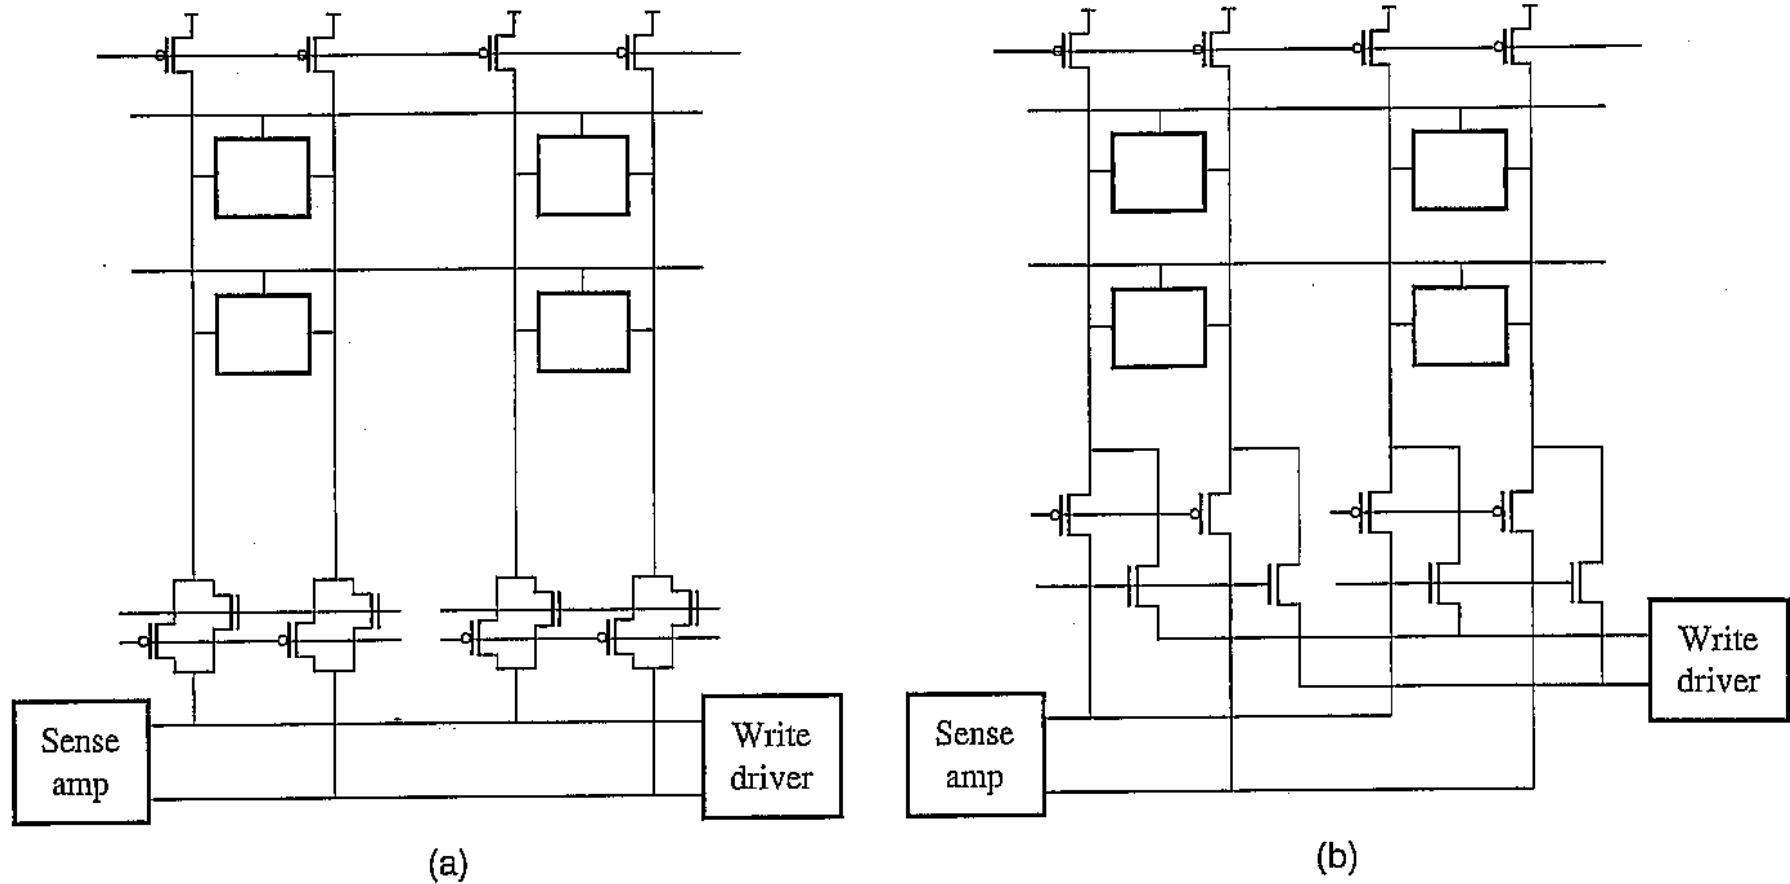 Sense
amp
Write
driver
(a)
Sense
amp
Write
driver
(b)